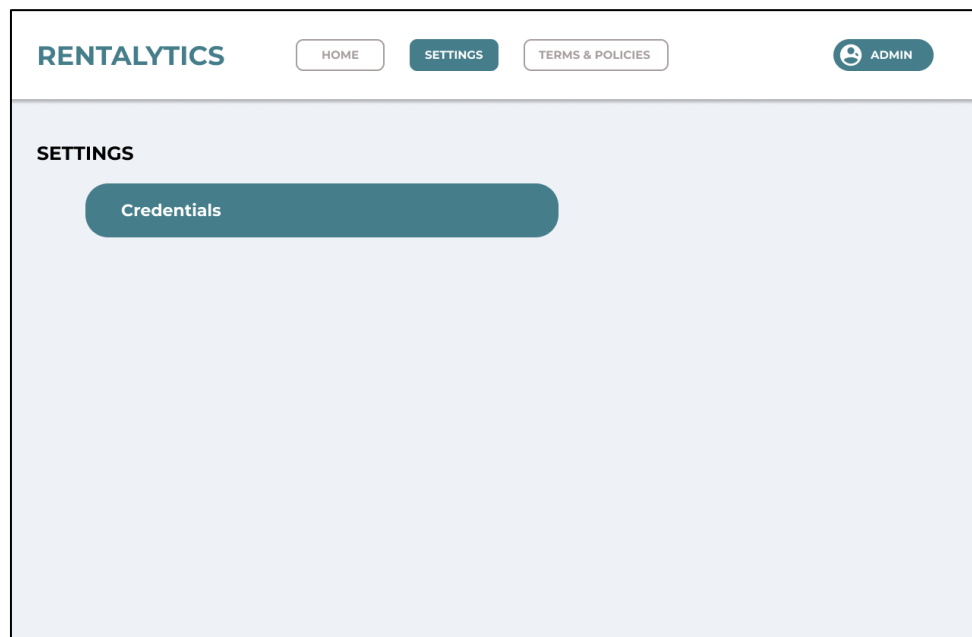 RENTALYTICS HOME SETTINGS TERMS & POLICIES ADMIN
SETTINGS
Credentials